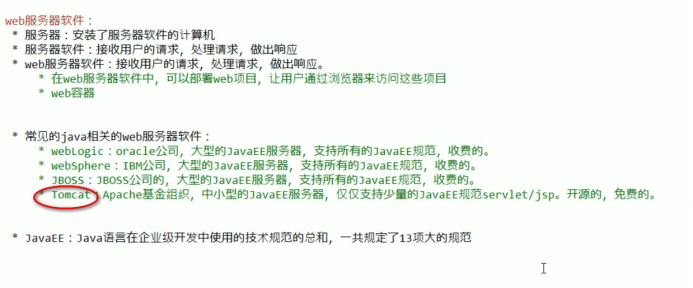 web服务器软件：
* 服务器：安装了服务器软件的计算机
* 服务器软件：接收用户的请求，处理请求，做出响应
* web服务器软件：接收用户的请求，处理请求，做出响应。
* 在web服务器软件中，可以部署web项目，让用户通过浏览器来访问这些项目
* web容器
* 常见的java相关的web服务器软件：
* webLogic：oracle公司，大型的JavaEE服务器，支持所有的JavaEE规范，收费的。
* webSphere：IBM公司，大型的JavaEE服务器，支持所有的JavaEE规范，收费的。
* JBOSS：JBOSS公司的，大型的JavaEE服务器，支持所有的JavaEE规范，收费的。
* Tomcat：Apache基金组织，中小型的JavaEE服务器，仅仅支持少量的JavaEE规范servlet/jsp。开源的，免费的。
* JavaEE：Java语言在企业级开发中使用的技术规范的总和，一共规定了13项大的规范